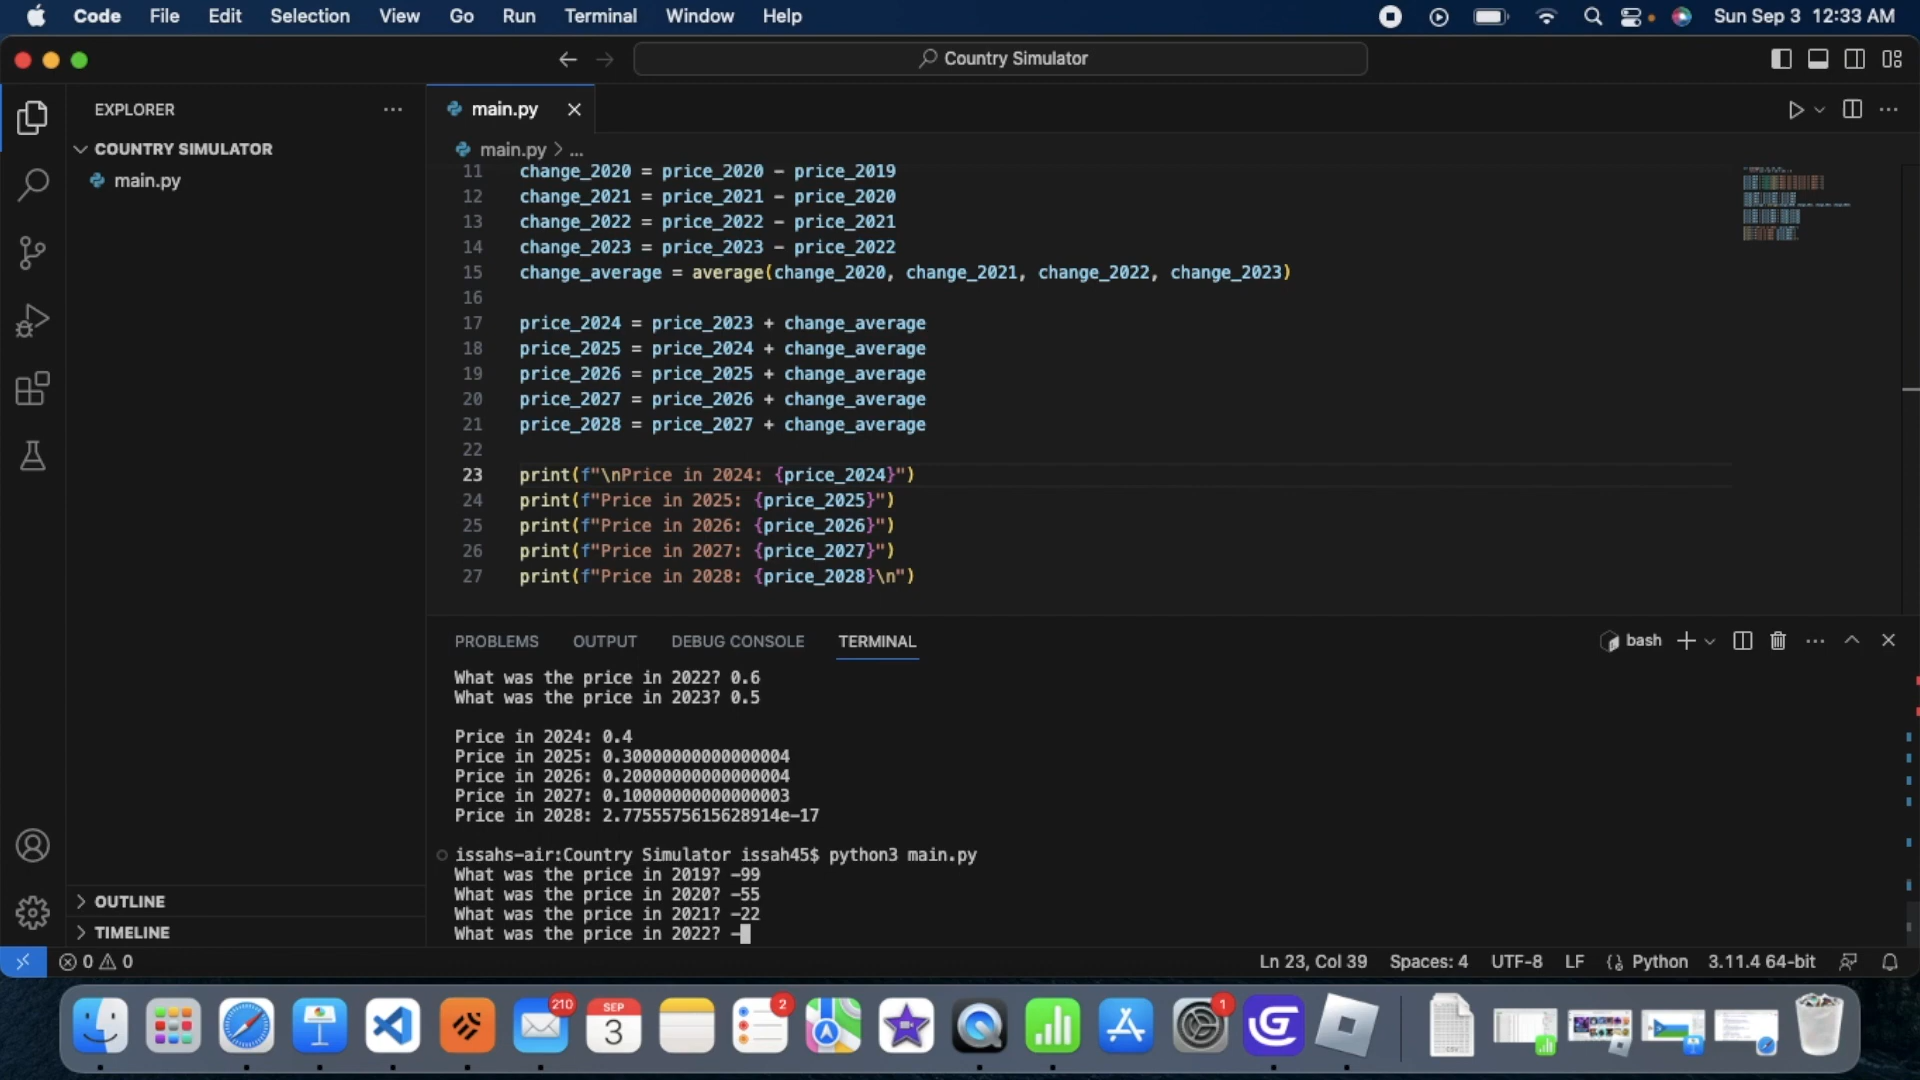 Code File Edit Selection View Go Run Terminal Window Help Sun Sep 3 12:33 AM
Country Simulator
EXPLORER
COUNTRY SIMULATOR
main.py
main.py
main.py > ...
11 change_2020 = price_2020 - price_2019
12 change_2021 = price_2021 - price_2020
13 change_2022 = price_2022 - price_2021
14 change_2023 = price_2023 - price_2022
15 change_average = average(change_2020, change_2021, change_2022, change_2023)
16
17 price_2024 = price_2023 + change_average
18 price_2025 = price_2024 + change_average
19 price_2026 = price_2025 + change_average
20 price_2027 = price_2026 + change_average
21 price_2028 = price_2027 + change_average
22
23 print(f"\nPrice in 2024: {price_2024}")
24 print(f"Price in 2025: {price_2025}")
25 print(f"Price in 2026: {price_2026}")
26 print(f"Price in 2027: {price_2027}")
27 print(f"Price in 2028: {price_2028}\n")
PROBLEMS OUTPUT DEBUG CONSOLE TERMINAL bash
What was the price in 2022? 0.6
What was the price in 2023? 0.5
Price in 2024: 0.4
Price in 2025: 0.30000000000000004
Price in 2026: 0.20000000000000004
Price in 2027: 0.10000000000000003
Price in 2028: 2.7755575615628914e-17
issahs-air:Country Simulator issah45$ python3 main.py
What was the price in 2019? -99
What was the price in 2020? -55
What was the price in 2021? -22
What was the price in 2022? -
OUTLINE
TIMELINE
0 0 Ln 23, Col 39 Spaces: 4 UTF-8 LF Python 3.11.4 64-bit
210 SEP 3 2 1